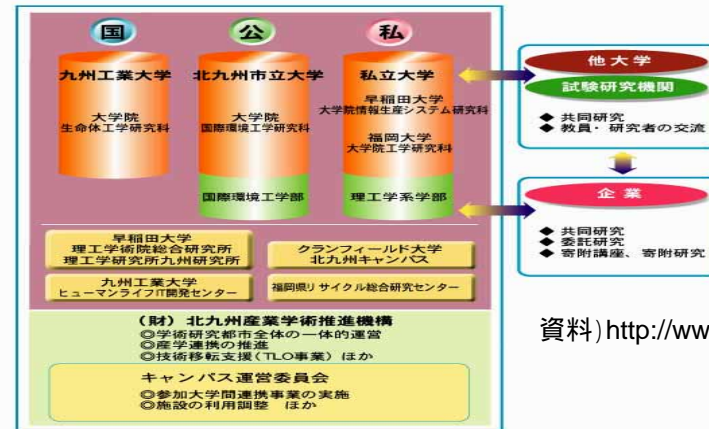 国 公 私
九州工業大学
大学院
生命体工学研究科
北九州市立大学
大学院
国際環境工学研究科
国際環境工学部
私立大学
早稲田大学
大学院情報生産システム研究科
福岡大学
大学院工学研究科
理工学系学部
早稲田大学
理工学術院総合研究所
理工学研究所九州研究所
クランフィールド大学
北九州キャンパス
九州工業大学
ヒューマンライフIT開発センター
福岡県リサイクル総合研究センター
(財)北九州産業学術推進機構
◎学術研究都市全体の一体的運営
◎産学連携の推進
◎技術移転支援(TLO事業)ほか
キャンパス運営委員会
◎参加大学間連携事業の実施
◎施設の利用調整 ほか
他大学
試験研究機関
◆ 共同研究
◆ 教員・研究者の交流
企業
◆ 共同研究
◆ 委託研究
◆ 寄附講座、寄附研究
資料)http://ww